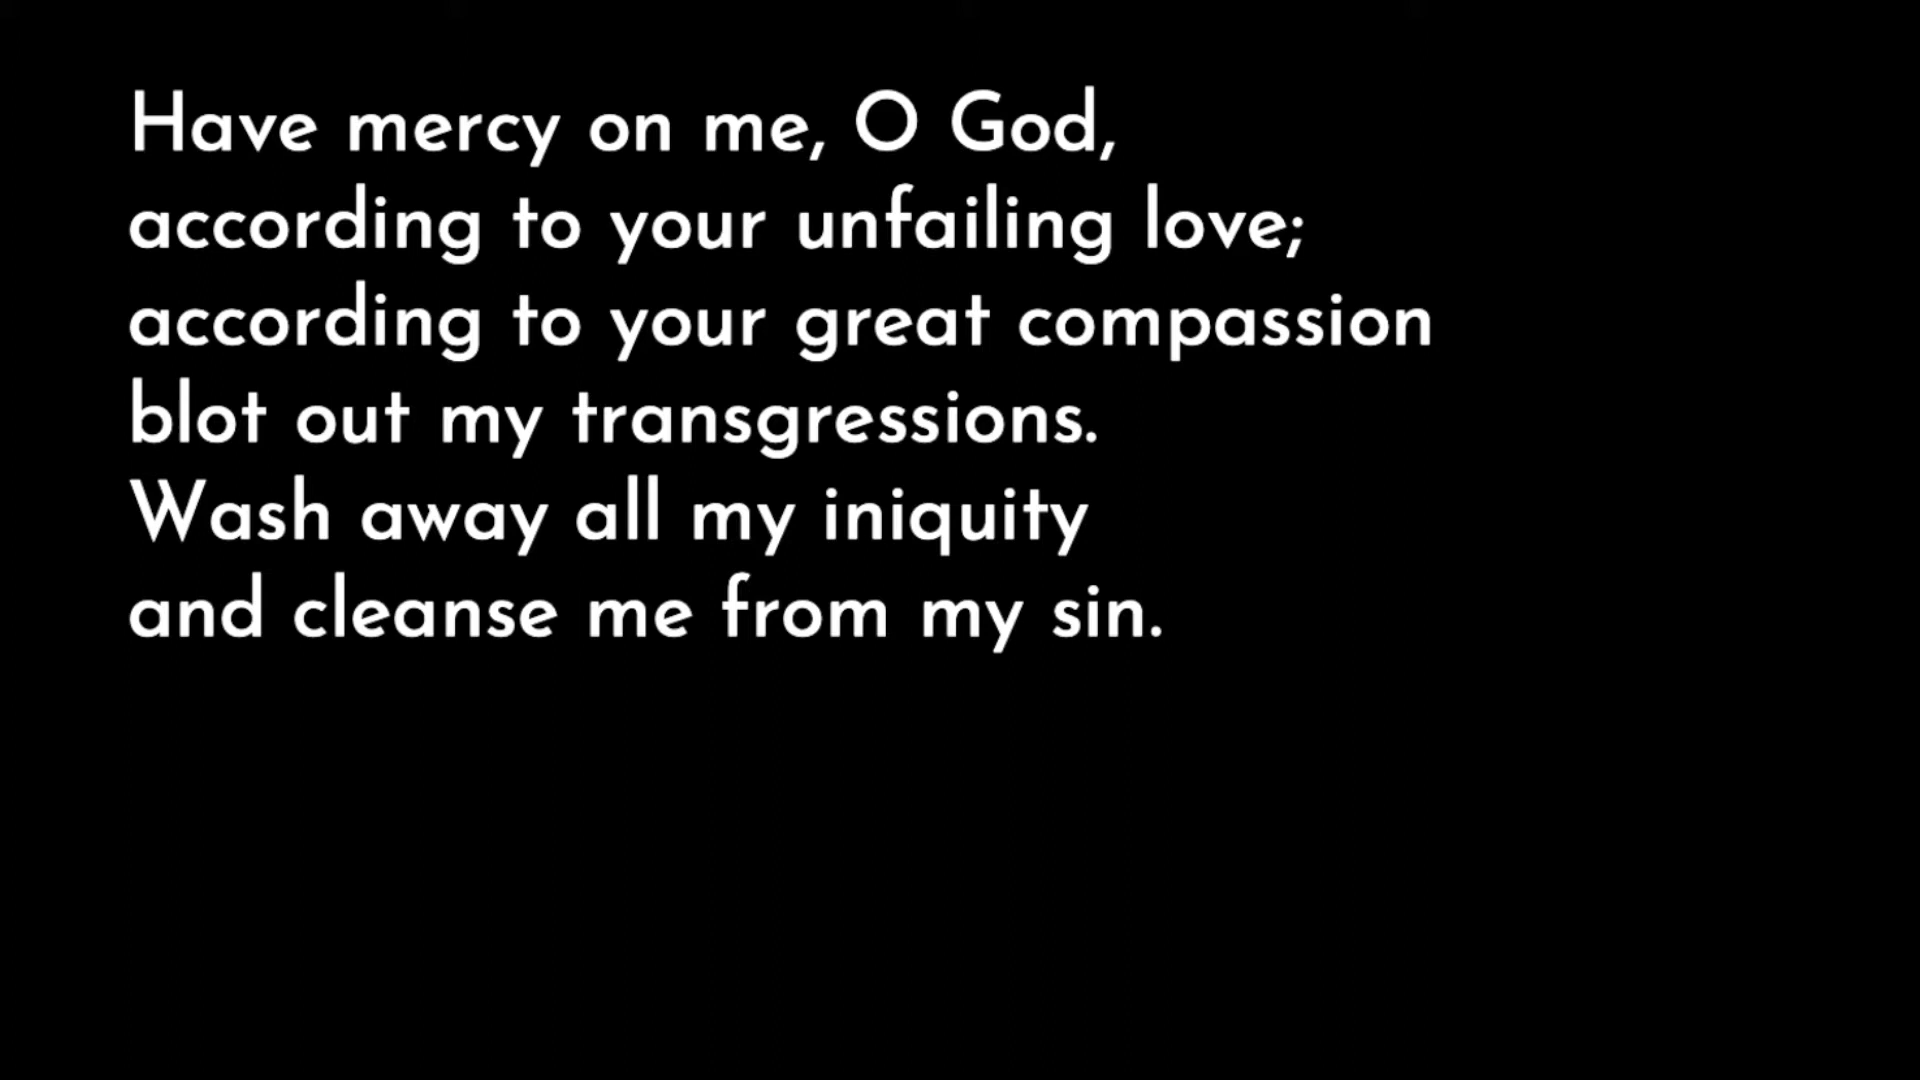 Have mercy on me, O God,
according to your unfailing love;
according to your great compassion
blot out my transgressions.
Wash away all my iniquity
and cleanse me from my sin.